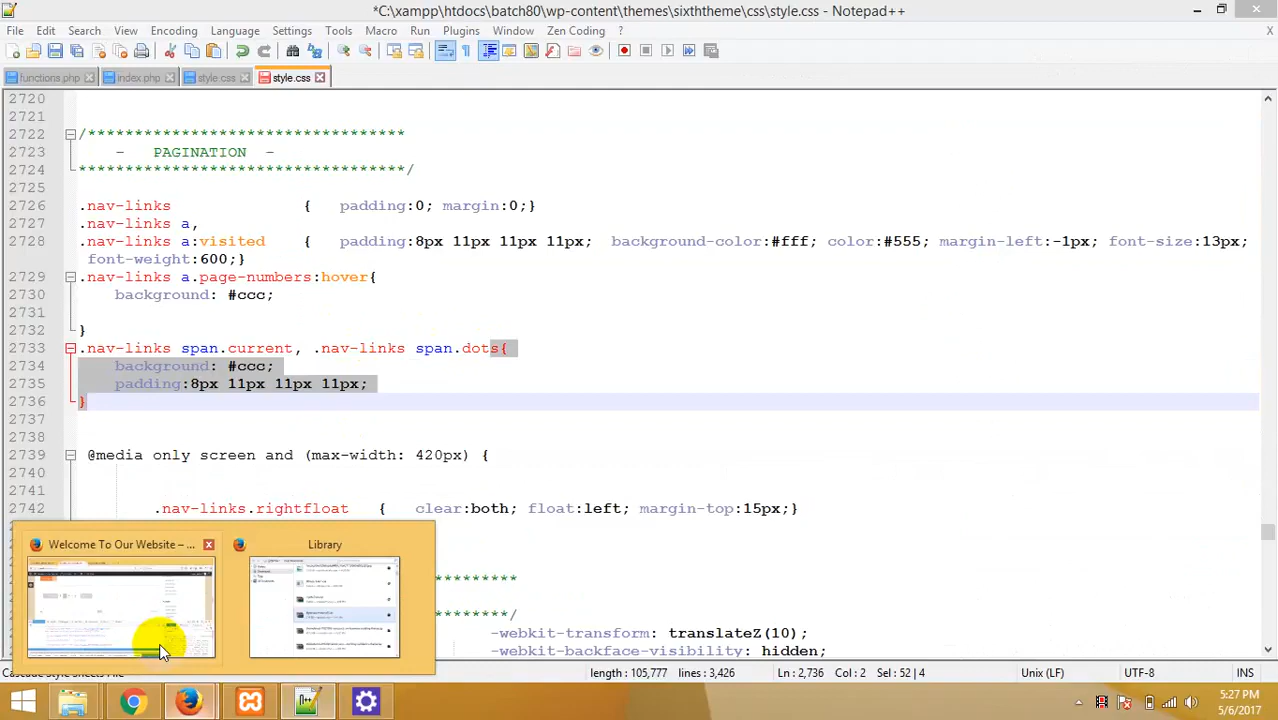 *C:\xampp\htdocs\batch80\wp-content\themes\sixththeme\css\style.css - Notepad++
File Edit Search View Encoding Language Settings Tools Macro Run Plugins Window Zen Coding ? X
functions.php index.php style.css style.css
2720
2721
2722 /**********************************
2723 - PAGINATION -
2724 ***********************************/
2725
2726 .nav-links { padding:0; margin:0;}
2727 .nav-links a,
2728 .nav-links a:visited { padding:8px 11px 11px 11px; background-color:#fff; color:#555; margin-left:-1px; font-size:13px;
font-weight:600;}
2729 .nav-links a.page-numbers:hover{
2730 background: #ccc;
2731
2732 }
2733 .nav-links span.current, .nav-links span.dots{
2734 background: #ccc;
2735 padding:8px 11px 11px 11px;
2736 }
2737
2738
2739 @media only screen and (max-width: 420px) {
2740
2741
2742 .nav-links.rightfloat { clear:both; float:left; margin-top:15px;}
Welcome To Our Website – ... Library
*********
********/
-webkit-transform: translateZ(10);
-webkit-backface-visibility: hidden;
Cascade Style Sheets File length : 105,777 lines : 3,426 Ln : 2,736 Col : 2 Sel : 52 | 4 Unix (LF) UTF-8 INS
5:27 PM
5/6/2017